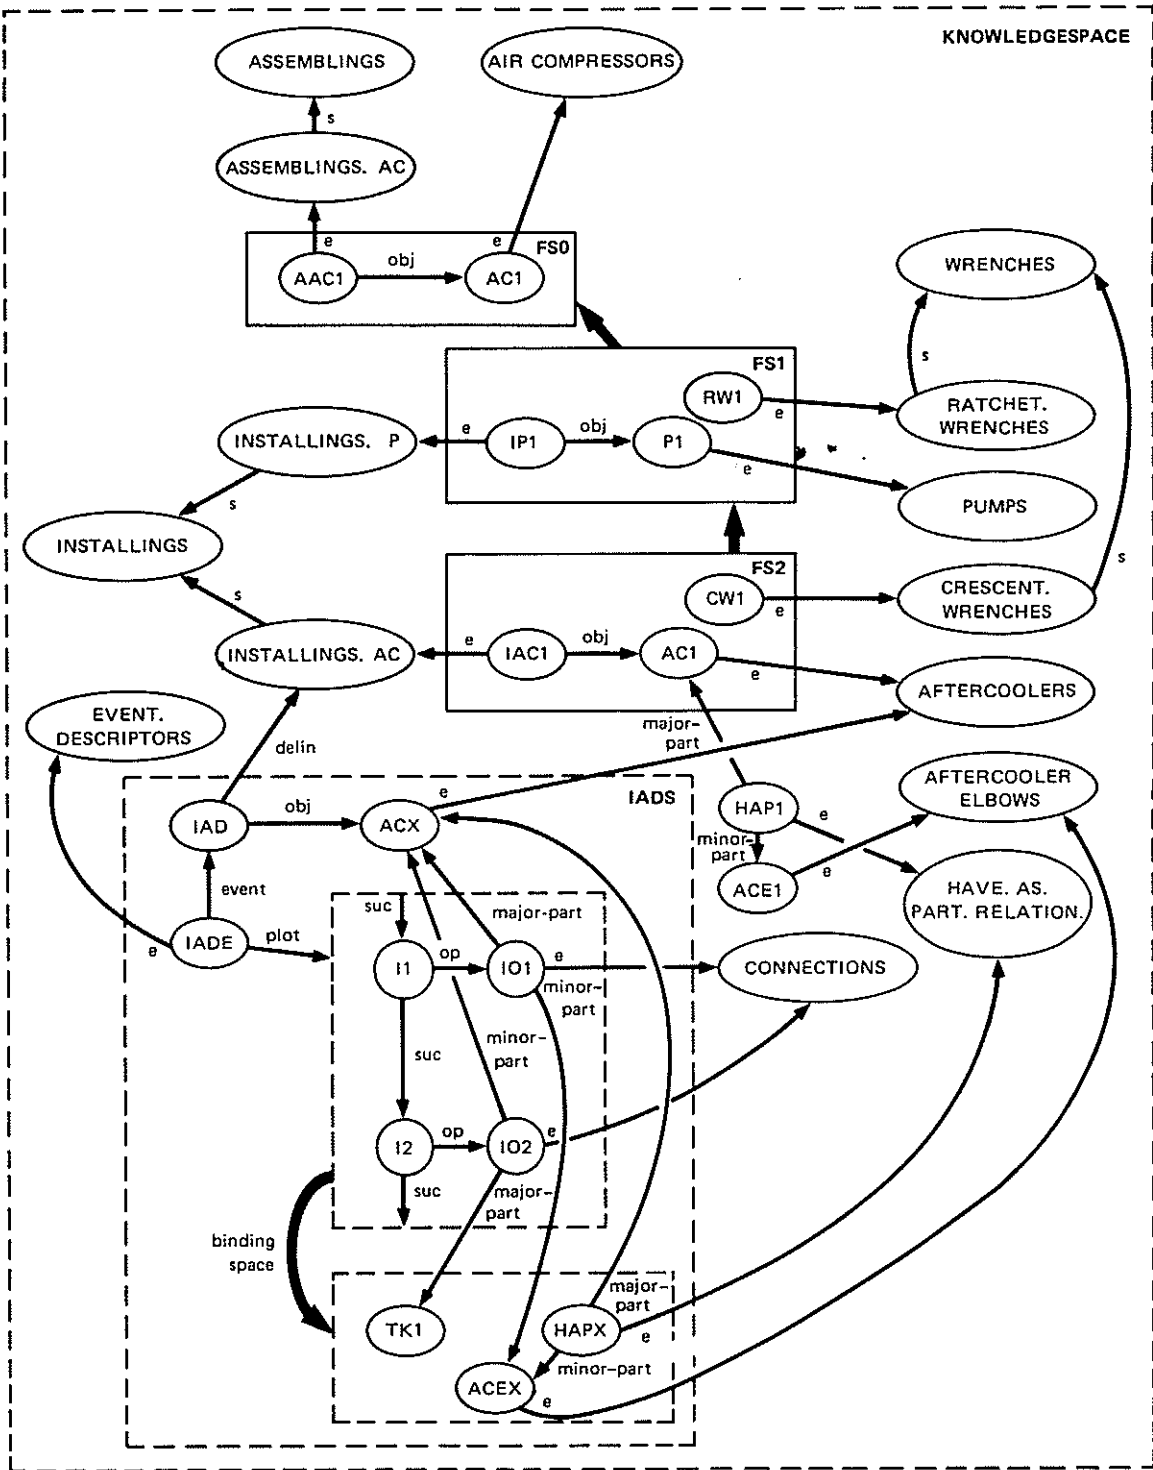 KNOWLEDGESPACE
ASSEMBLINGS
AIR COMPRESSORS
s
ASSEMBLINGS. AC
e
e
FS0
AAC1
obj
AC1
WRENCHES
FS1
RW1
e
s
RATCHET.
WRENCHES
INSTALLINGS. P
e
IP1
obj
P1
e
PUMPS
s
INSTALLINGS
FS2
s
s
CW1
e
CRESCENT.
WRENCHES
INSTALLINGS. AC
e
IAC1
obj
AC1
e
AFTERCOOLERS
EVENT.
DESCRIPTORS
delin
major-
part
AFTERCOOLER
ELBOWS
e
IADS
IAD
obj
ACX
HAP1
e
minor-
part
ACE1
e
HAVE. AS.
PART. RELATION.
event
suc
major-part
IADE
e
plot
I1
op
IO1
e
minor-
part
CONNECTIONS
suc
minor-
part
I2
op
IO2
e
suc
major-
part
binding
space
TK1
HAPX
major-
part
e
minor-part
ACEX
e